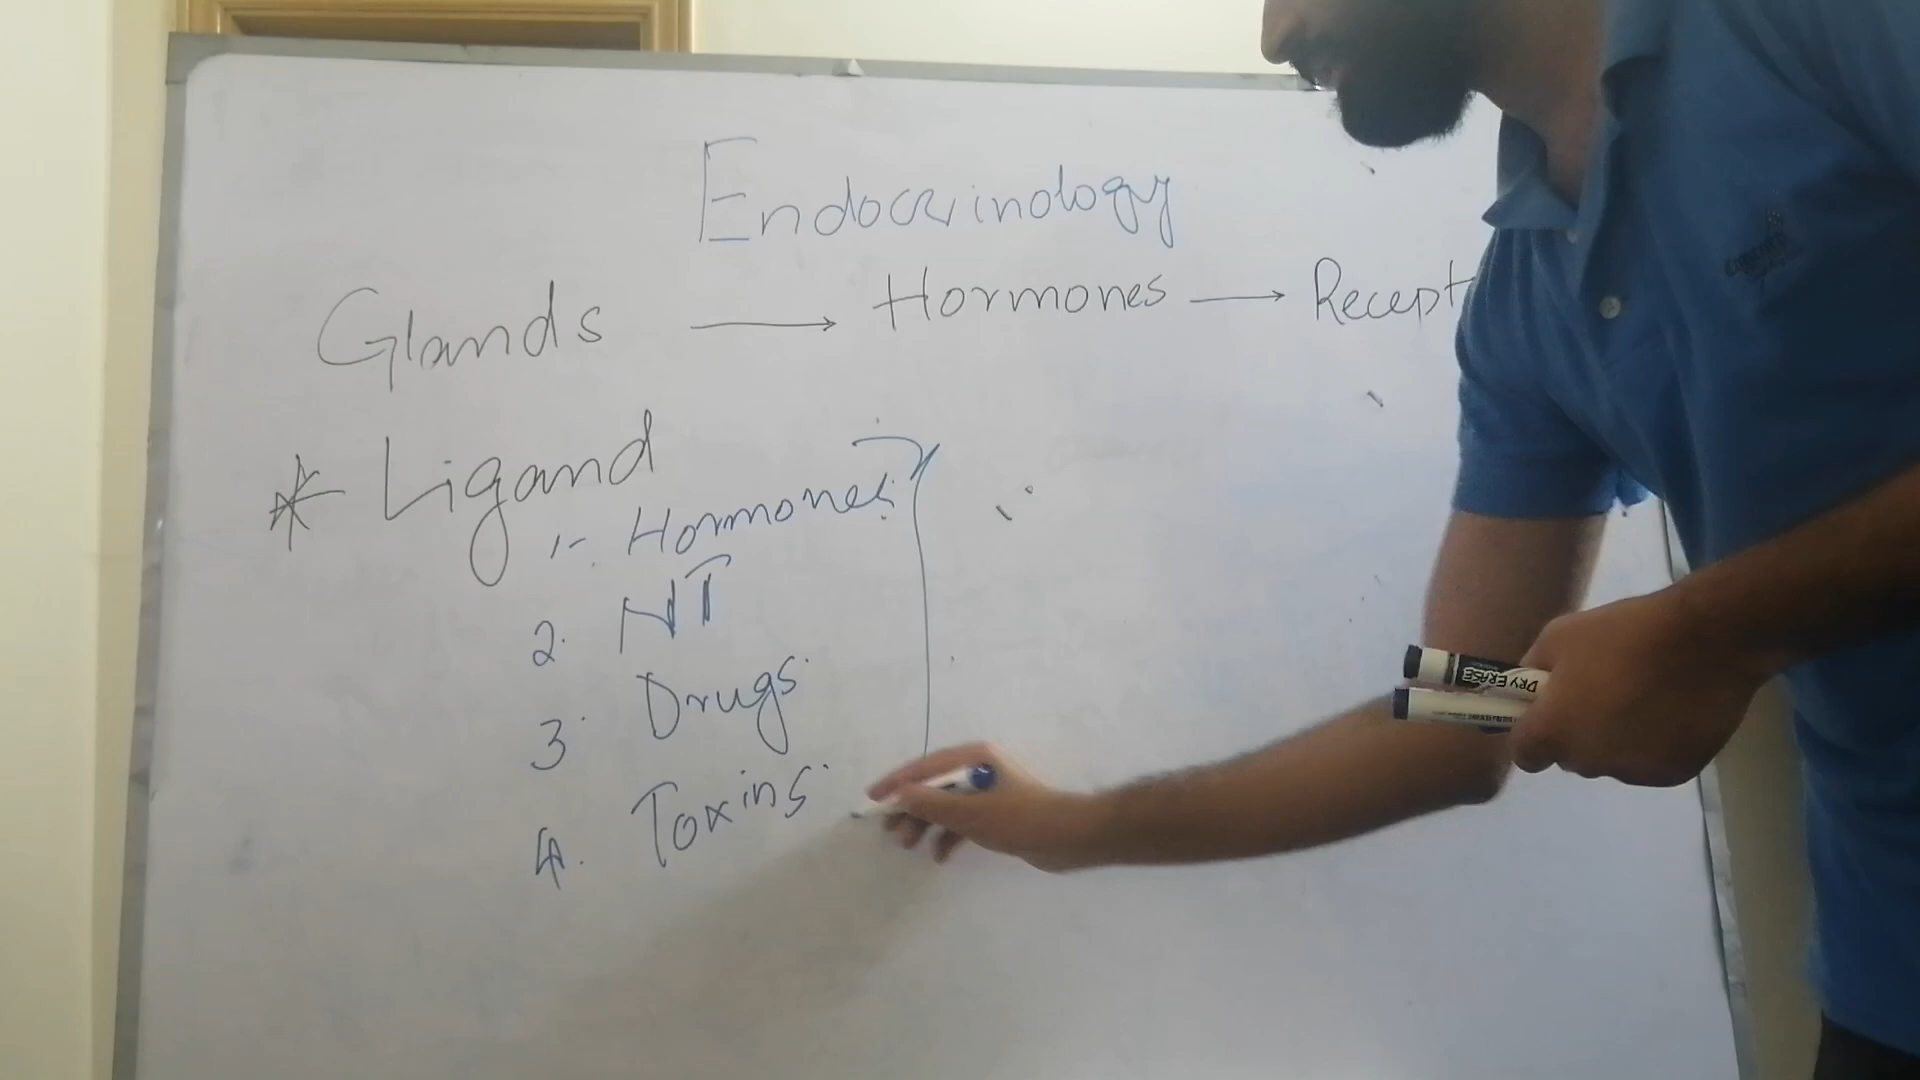 Endocrinology
Glands → Hormones → Recept
* Ligand
1-. Hormones
2. NT
3. Drugs
4. Toxins
DRY ERASE